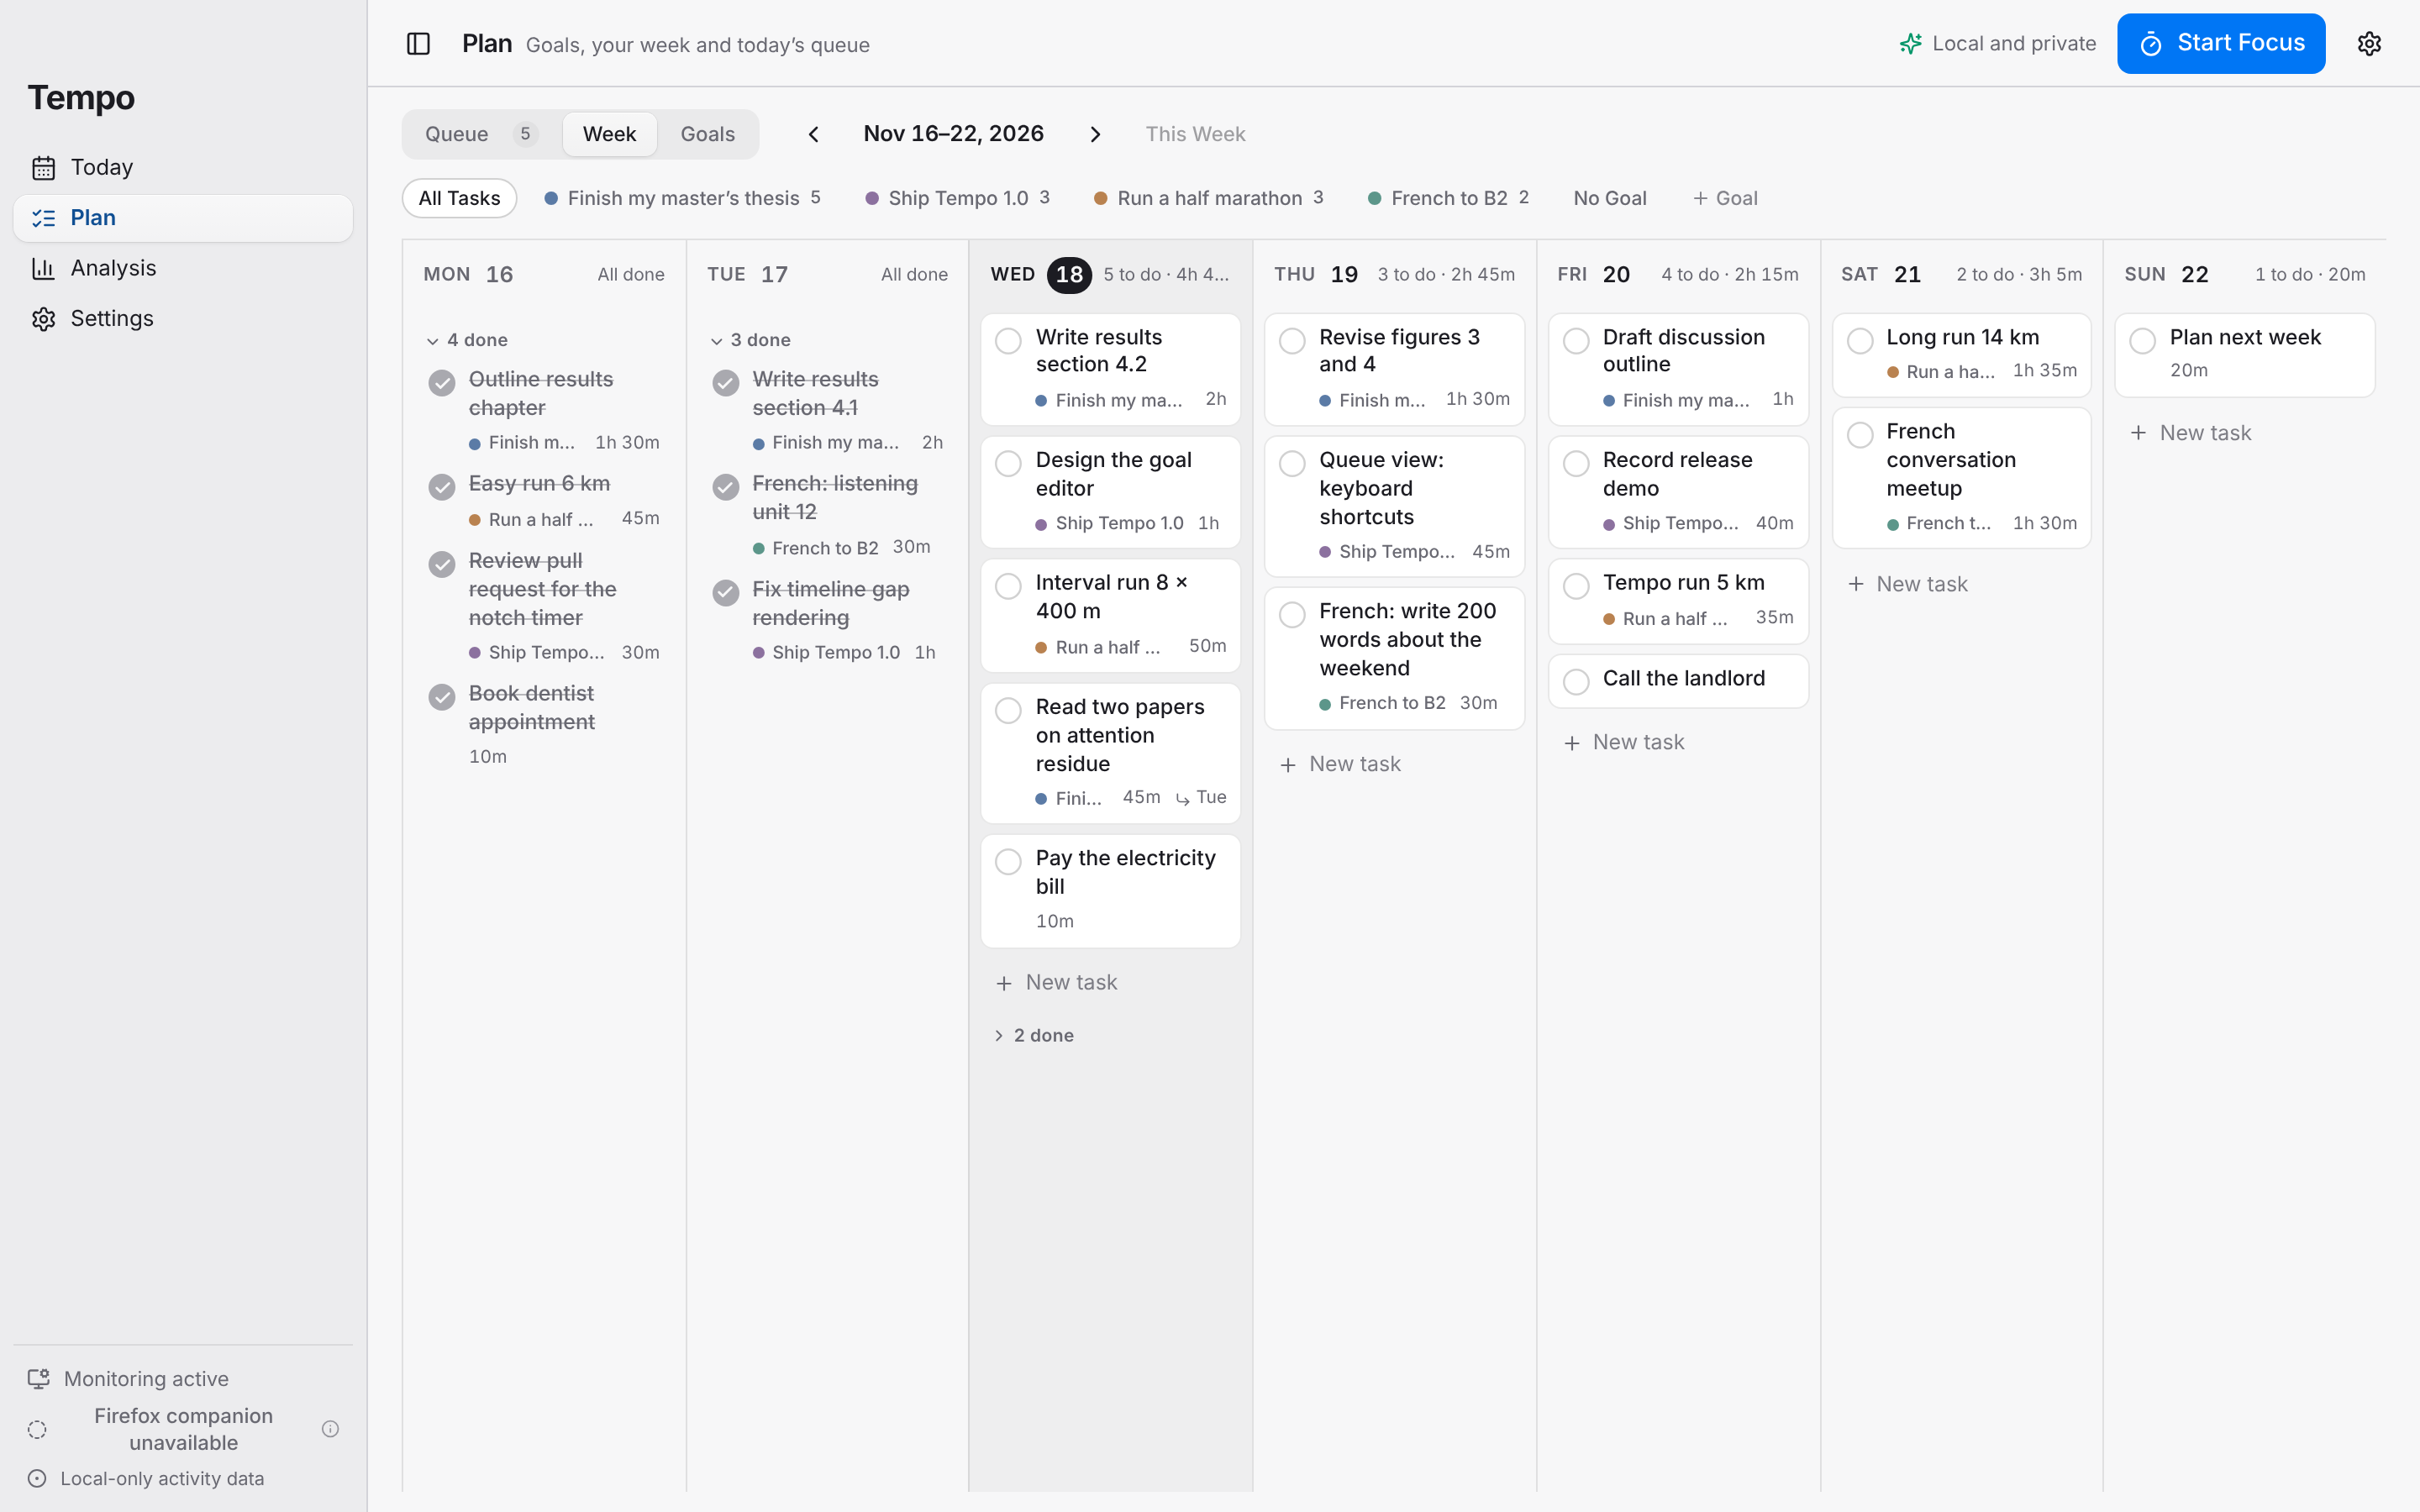 Tempo
Today
Plan
Analysis
Settings
Monitoring active
Firefox companion
unavailable
Local-only activity data
Plan Goals, your week and today’s queue
Local and private
Start Focus
Queue 5 Week Goals
Nov 16–22, 2026
This Week
All Tasks
Finish my master’s thesis 5
Ship Tempo 1.0 3
Run a half marathon 3
French to B2 2
No Goal
+ Goal
MON 16 All done
4 done
Outline results
chapter
Finish m... 1h 30m
Easy run 6 km
Run a half ... 45m
Review pull
request for the
notch timer
Ship Tempo... 30m
Book dentist
appointment
10m
TUE 17 All done
3 done
Write results
section 4.1
Finish my ma... 2h
French: listening
unit 12
French to B2 30m
Fix timeline gap
rendering
Ship Tempo 1.0 1h
WED 18 5 to do · 4h 4...
Write results
section 4.2
Finish my ma... 2h
Design the goal
editor
Ship Tempo 1.0 1h
Interval run 8 ×
400 m
Run a half ... 50m
Read two papers
on attention
residue
Fini... 45m Tue
Pay the electricity
bill
10m
+ New task
2 done
THU 19 3 to do · 2h 45m
Revise figures 3
and 4
Finish m... 1h 30m
Queue view:
keyboard
shortcuts
Ship Tempo... 45m
French: write 200
words about the
weekend
French to B2 30m
+ New task
FRI 20 4 to do · 2h 15m
Draft discussion
outline
Finish my ma... 1h
Record release
demo
Ship Tempo... 40m
Tempo run 5 km
Run a half ... 35m
Call the landlord
+ New task
SAT 21 2 to do · 3h 5m
Long run 14 km
Run a ha... 1h 35m
French
conversation
meetup
French t... 1h 30m
+ New task
SUN 22 1 to do · 20m
Plan next week
20m
+ New task